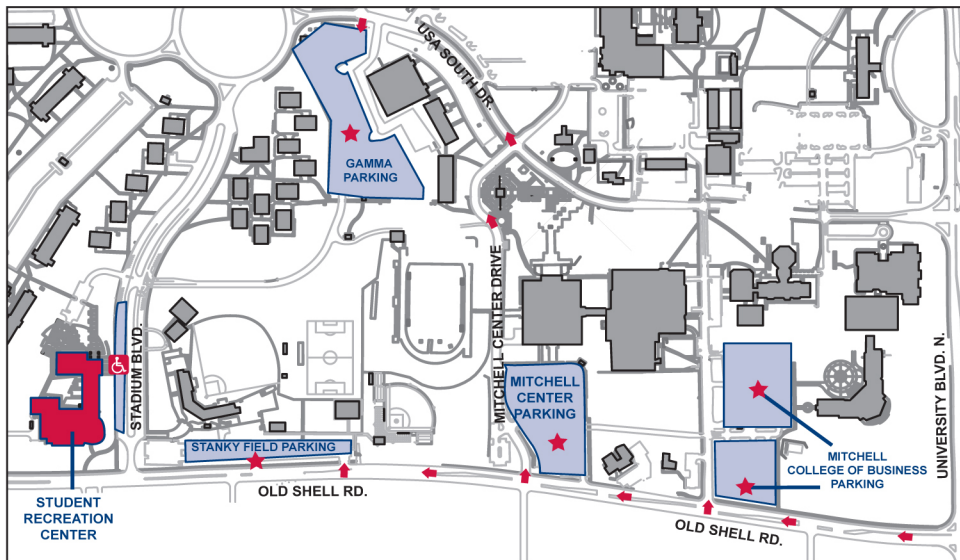 USA SOUTH DR.
GAMMA
PARKING
MITCHELL CENTER DRIVE
STADIUM BLVD.
UNIVERSITY BLVD. N.
MITCHELL
CENTER
PARKING
STANKY FIELD PARKING
MITCHELL
COLLEGE OF BUSINESS
PARKING
OLD SHELL RD.
STUDENT
RECREATION
CENTER
OLD SHELL RD.